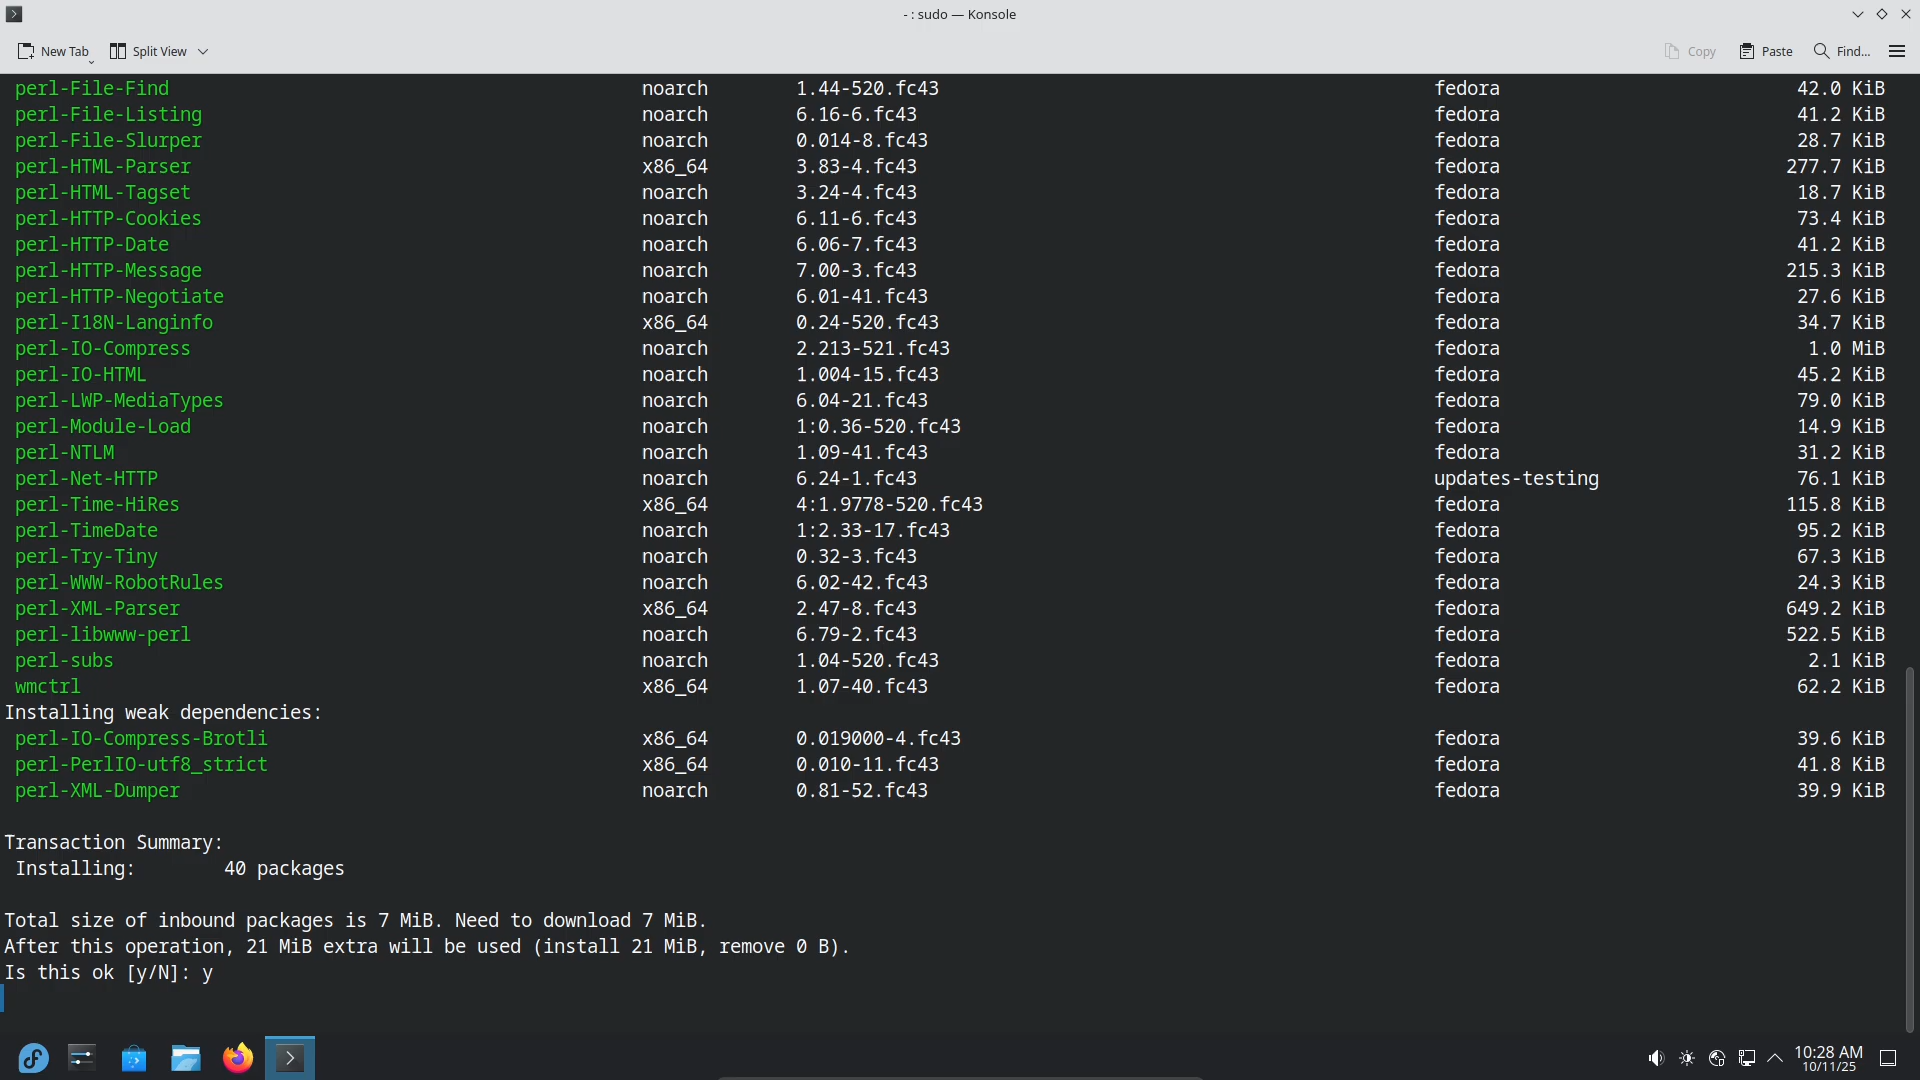 - : sudo — Konsole
New Tab Split View Copy Paste Find...
perl-File-Find noarch 1.44-520.fc43 fedora 42.0 KiB
perl-File-Listing noarch 6.16-6.fc43 fedora 41.2 KiB
perl-File-Slurper noarch 0.014-8.fc43 fedora 28.7 KiB
perl-HTML-Parser x86_64 3.83-4.fc43 fedora 277.7 KiB
perl-HTML-Tagset noarch 3.24-4.fc43 fedora 18.7 KiB
perl-HTTP-Cookies noarch 6.11-6.fc43 fedora 73.4 KiB
perl-HTTP-Date noarch 6.06-7.fc43 fedora 41.2 KiB
perl-HTTP-Message noarch 7.00-3.fc43 fedora 215.3 KiB
perl-HTTP-Negotiate noarch 6.01-41.fc43 fedora 27.6 KiB
perl-I18N-Langinfo x86_64 0.24-520.fc43 fedora 34.7 KiB
perl-IO-Compress noarch 2.213-521.fc43 fedora 1.0 MiB
perl-IO-HTML noarch 1.004-15.fc43 fedora 45.2 KiB
perl-LWP-MediaTypes noarch 6.04-21.fc43 fedora 79.0 KiB
perl-Module-Load noarch 1:0.36-520.fc43 fedora 14.9 KiB
perl-NTLM noarch 1.09-41.fc43 fedora 31.2 KiB
perl-Net-HTTP noarch 6.24-1.fc43 updates-testing 76.1 KiB
perl-Time-HiRes x86_64 4:1.9778-520.fc43 fedora 115.8 KiB
perl-TimeDate noarch 1:2.33-17.fc43 fedora 95.2 KiB
perl-Try-Tiny noarch 0.32-3.fc43 fedora 67.3 KiB
perl-WWW-RobotRules noarch 6.02-42.fc43 fedora 24.3 KiB
perl-XML-Parser x86_64 2.47-8.fc43 fedora 649.2 KiB
perl-libwww-perl noarch 6.79-2.fc43 fedora 522.5 KiB
perl-subs noarch 1.04-520.fc43 fedora 2.1 KiB
wmctrl x86_64 1.07-40.fc43 fedora 62.2 KiB
Installing weak dependencies:
perl-IO-Compress-Brotli x86_64 0.019000-4.fc43 fedora 39.6 KiB
perl-PerlIO-utf8_strict x86_64 0.010-11.fc43 fedora 41.8 KiB
perl-XML-Dumper noarch 0.81-52.fc43 fedora 39.9 KiB
Transaction Summary:
Installing: 40 packages
Total size of inbound packages is 7 MiB. Need to download 7 MiB.
After this operation, 21 MiB extra will be used (install 21 MiB, remove 0 B).
Is this ok [y/N]: y
10:28 AM
10/11/25